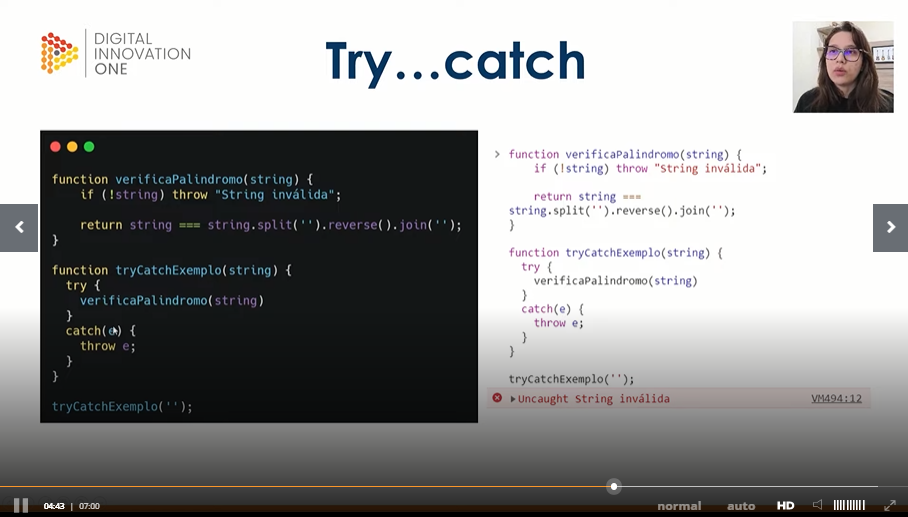 DIGITAL
INNOVATION
ONE
Try...catch
function verificaPalindromo(string) {
if (!string) throw "String inválida";
return string === string.split('').reverse().join('');
}
function tryCatchExemplo(string) {
try {
verificaPalindromo(string)
}
catch(e) {
throw e;
}
}
tryCatchExemplo('');
> function verificaPalindromo(string) {
if (!string) throw "String inválida";
return string ===
string.split('').reverse().join('');
}
function tryCatchExemplo(string) {
try {
verificaPalindromo(string)
}
catch(e) {
throw e;
}
}
tryCatchExemplo('');
Uncaught String inválida VM494:12
04:43 | 07:00
normal auto HD